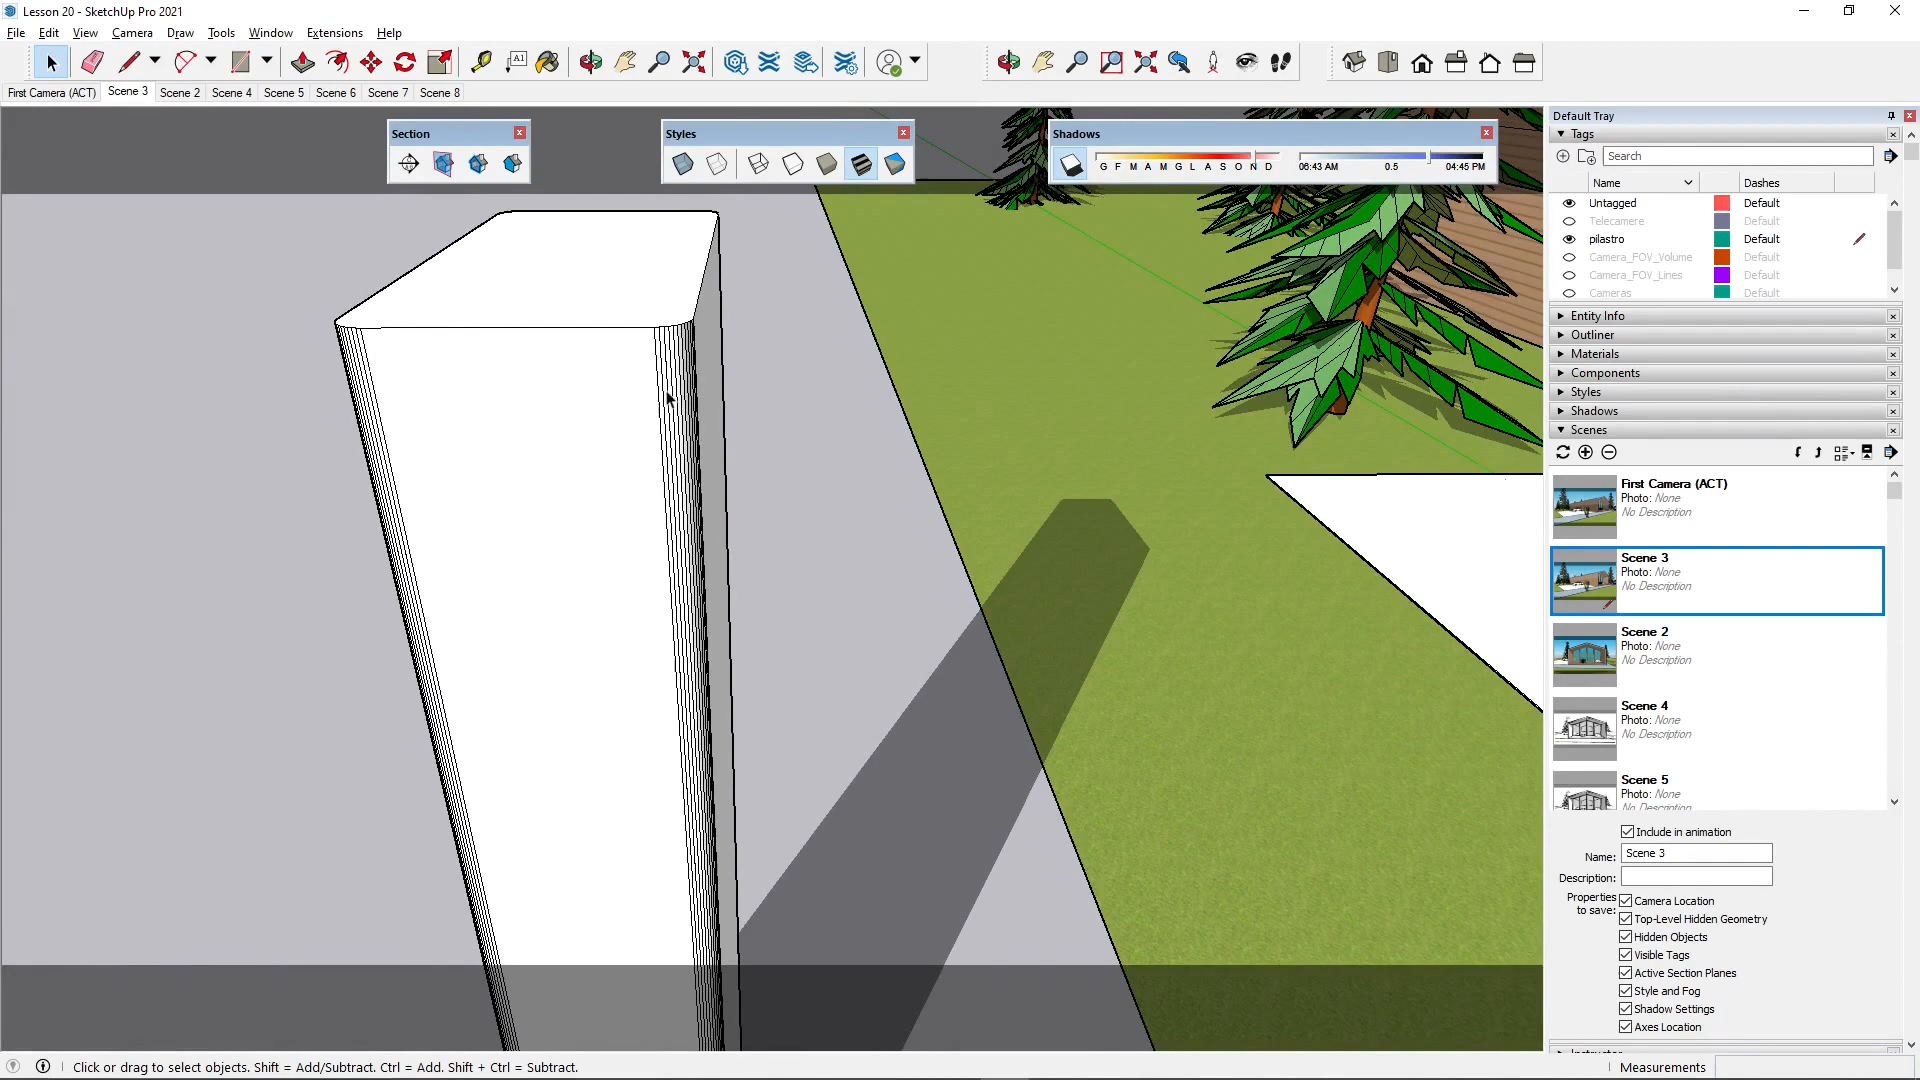 Lesson 20 - SketchUp Pro 2021
File Edit View Camera Draw Tools Window Extensions Help
A1
First Camera (ACT) Scene 3 Scene 2 Scene 4 Scene 5 Scene 6 Scene 7 Scene 8
Section
Styles
Shadows
G F M A M G L A S O N D
06:43 AM 0.5 04:45 PM
Default Tray
Tags
Search
Name Dashes
Untagged Default
Telecamere Default
pilastro Default
Camera_FOV_Volume Default
Camera_FOV_Lines Default
Cameras Default
Entity Info
Outliner
Materials
Components
Styles
Shadows
Scenes
First Camera (ACT)
Photo: None
No Description
Scene 3
Photo: None
No Description
Scene 2
Photo: None
No Description
Scene 4
Photo: None
No Description
Scene 5
Photo: None
No Description
Include in animation
Name: Scene 3
Description:
Properties to save:
Camera Location
Top-Level Hidden Geometry
Hidden Objects
Visible Tags
Active Section Planes
Style and Fog
Shadow Settings
Axes Location
Instructor
Click or drag to select objects. Shift = Add/Subtract. Ctrl = Add. Shift + Ctrl = Subtract.
Measurements